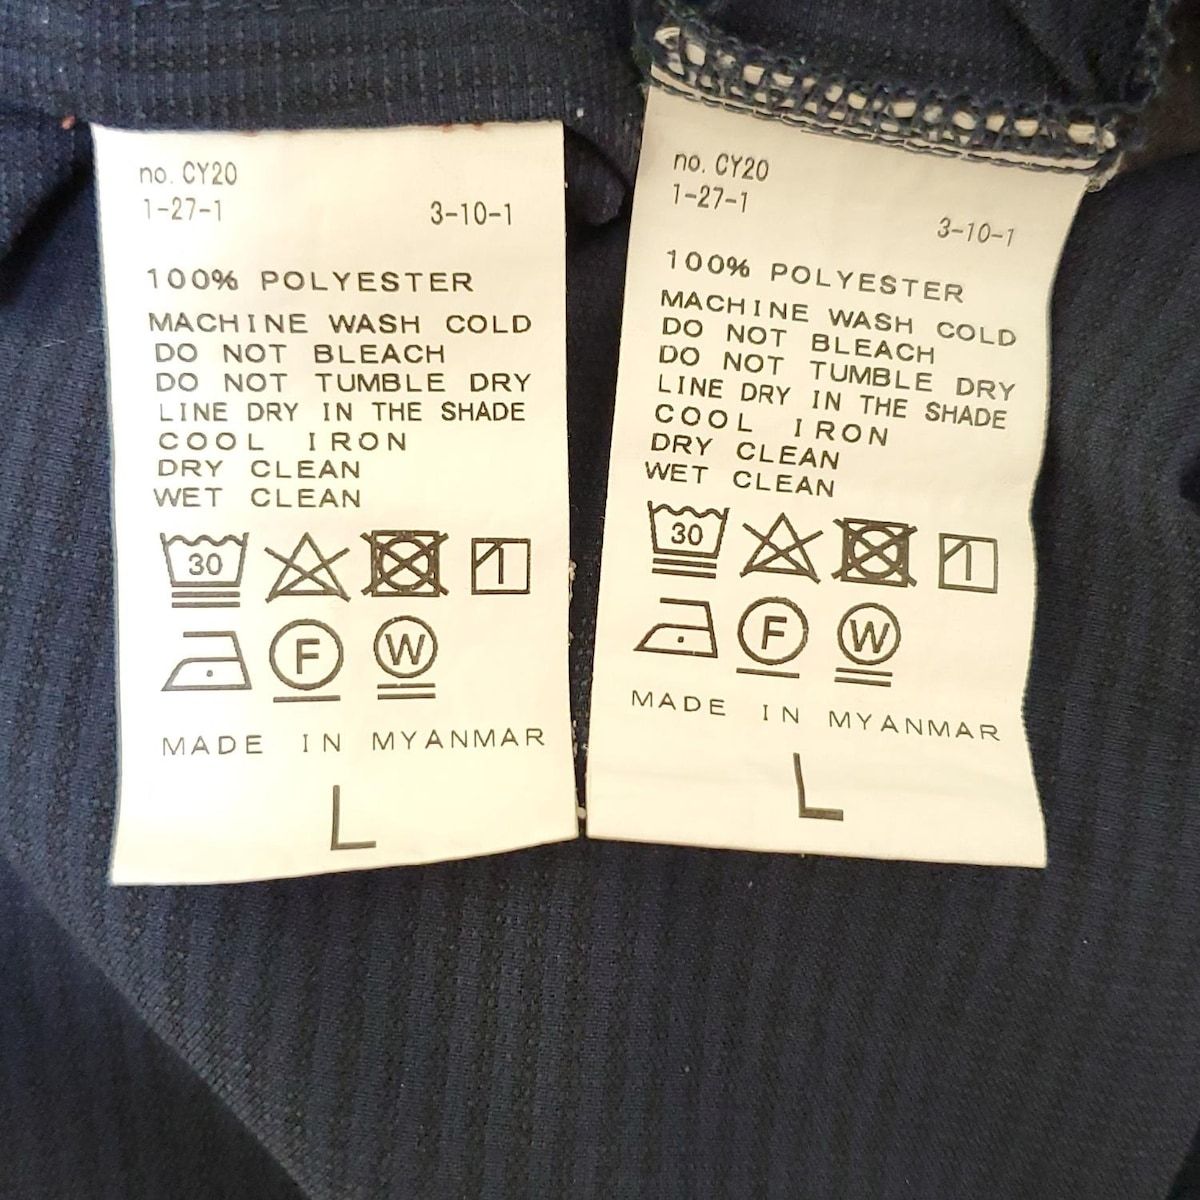 no. CY20
1-27-1 3-10-1
100% POLYESTER
MACHINE WASH COLD
DO NOT BLEACH
DO NOT TUMBLE DRY
LINE DRY IN THE SHADE
COOL IRON
DRY CLEAN
WET CLEAN
30
F W
MADE IN MYANMAR
L
no. CY20
1-27-1 3-10-1
100% POLYESTER
MACHINE WASH COLD
DO NOT BLEACH
DO NOT TUMBLE DRY
LINE DRY IN THE SHADE
COOL IRON
DRY CLEAN
WET CLEAN
30
F W
MADE IN MYANMAR
L